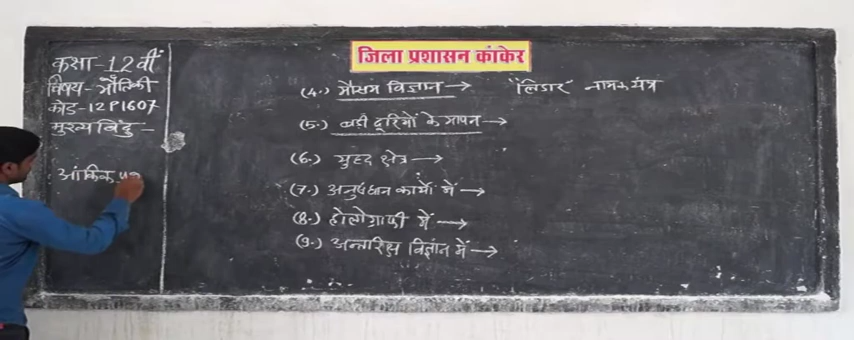 जिला प्रशासन कांकेर
कक्षा-12वीं
विषय-भौतिकी
कोड-12P1607
मुख्य बिंदु-
आंकिक
(4.) मौसम विज्ञान → "लिडार" नामक यंत्र
(5.) बड़ी दूरियों के मापन →
(6.) युद्ध क्षेत्र →
(7.) अनुसंधान कार्यों में →
(8.) होलोग्राफी में →
(9.) अन्तरिक्ष विज्ञान में →